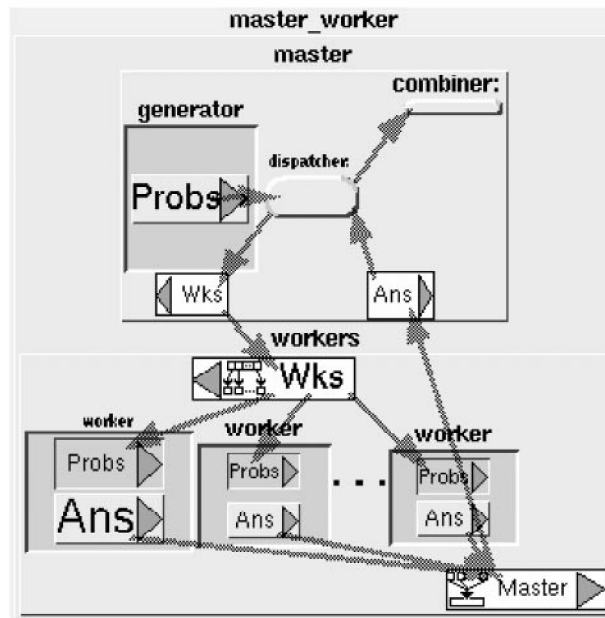 master_worker
master
combiner:
generator
dispatcher:
Probs
Wks
Ans
workers
Wks
worker
worker
worker
Probs
Probs
...
Probs
Ans
Ans
Ans
Master